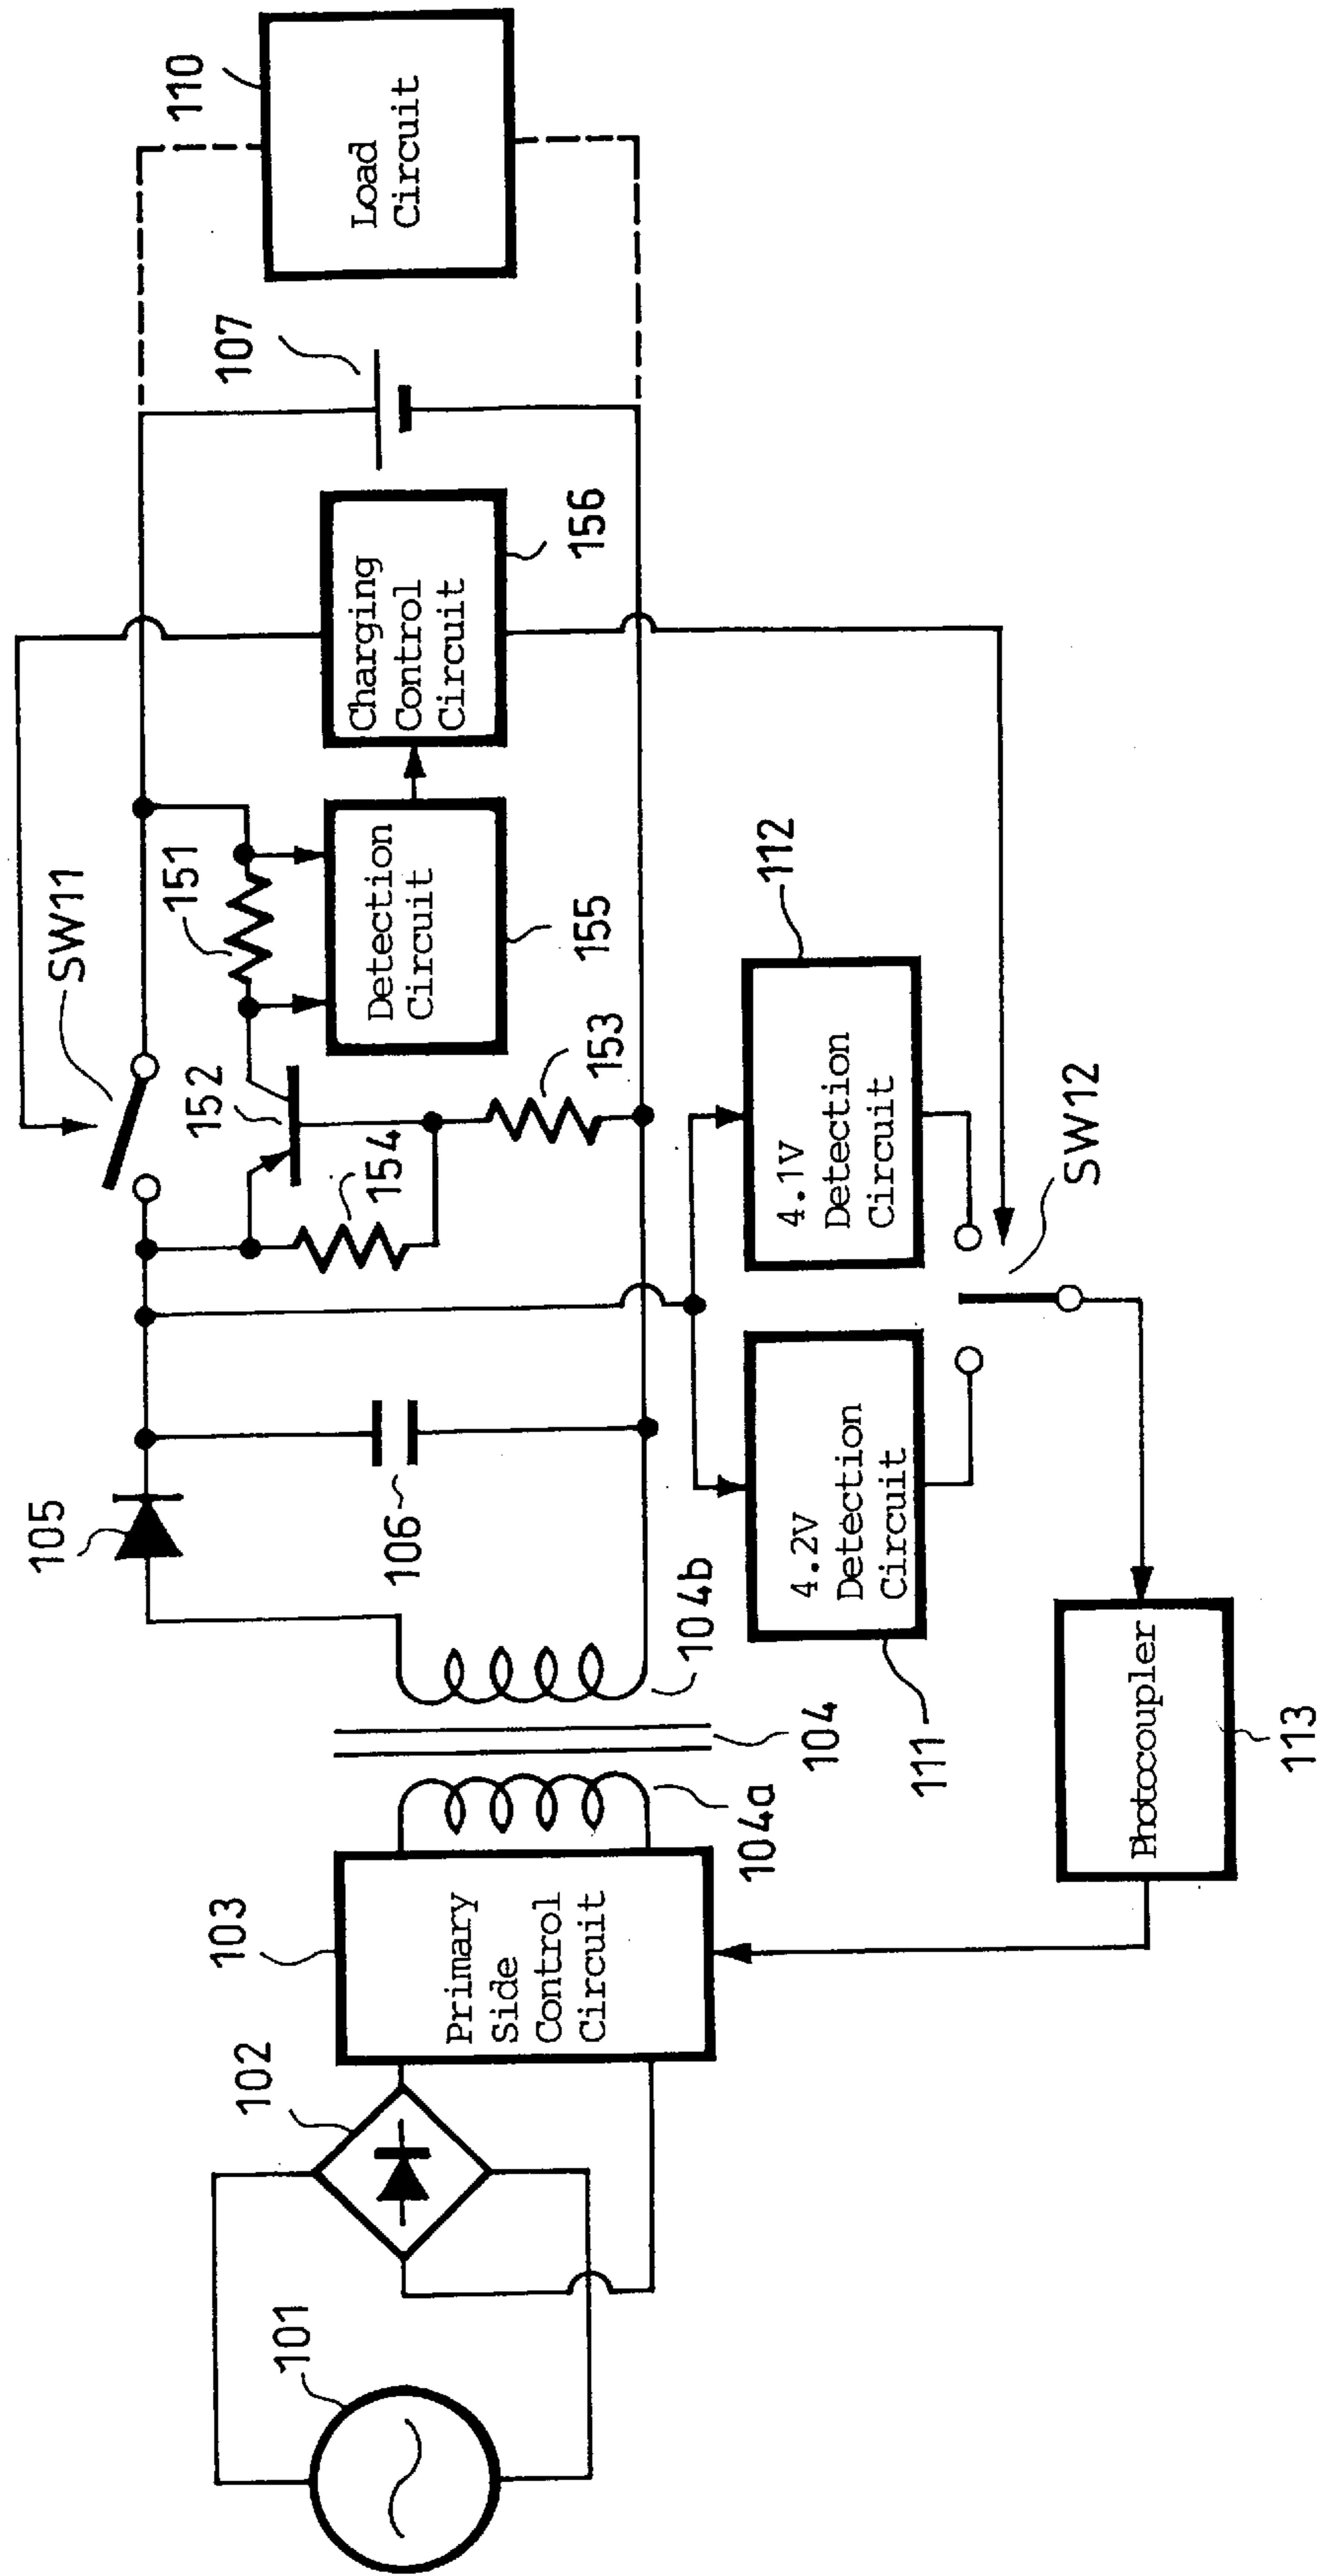 SW11
105
151
110
Load
Circuit
107
152
154
Detection
Circuit
155
Charging
Control
Circuit
156
153
106
104b
104
104a
103
Primary
Side
Control
Circuit
102
101
4.2V
Detection
Circuit
111
4.1V
Detection
Circuit
112
SW12
Photocoupler
113